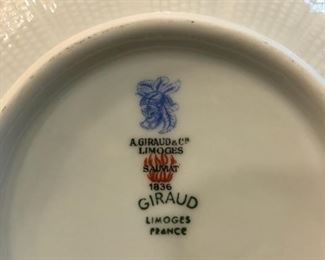 A.GIRAUD & Cie
LIMOGES
SAUVIAT
1836
GIRAUD
LIMOGES
FRANCE